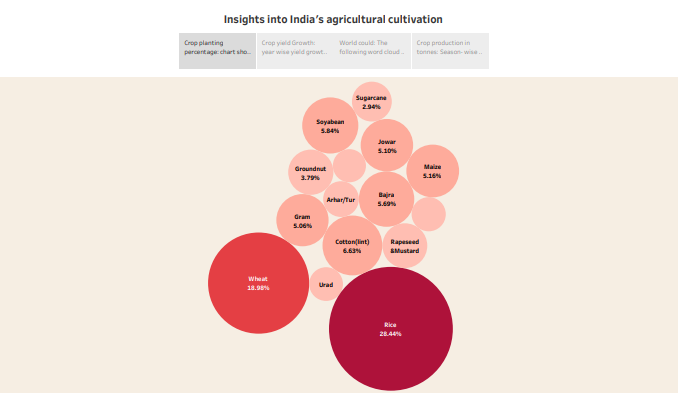 Insights into India's agricultural cultivation
Crop planting
percentage: chart sho...
Crop yield Growth:
year wise yield growt...
World could: The
following word cloud ...
Crop production in
tonnes: Season- wise...
Sugarcane
2.94%
Soyabean
5.84%
Jowar
5.10%
Maize
5.16%
Groundnut
3.79%
Arhar/Tur
Bajra
5.69%
Gram
5.06%
Cotton(lint)
6.63%
Rapeseed
&Mustard
Wheat
18.98%
Urad
Rice
28.44%